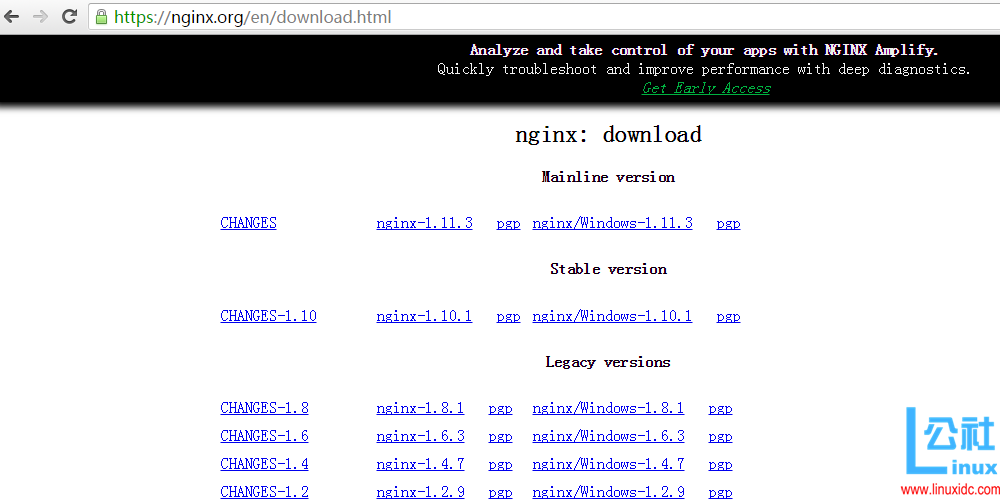 https://nginx.org/en/download.html
Analyze and take control of your apps with NGINX Amplify.
Quickly troubleshoot and improve performance with deep diagnostics.
Get Early Access
nginx: download
Mainline version
CHANGES nginx-1.11.3 pgp nginx/Windows-1.11.3 pgp
Stable version
CHANGES-1.10 nginx-1.10.1 pgp nginx/Windows-1.10.1 pgp
Legacy versions
CHANGES-1.8 nginx-1.8.1 pgp nginx/Windows-1.8.1 pgp
CHANGES-1.6 nginx-1.6.3 pgp nginx/Windows-1.6.3 pgp
CHANGES-1.4 nginx-1.4.7 pgp nginx/Windows-1.4.7 pgp
CHANGES-1.2 nginx-1.2.9 pgp nginx/Windows-1.2.9 pgp
公社
Linux
www.linuxidc.com